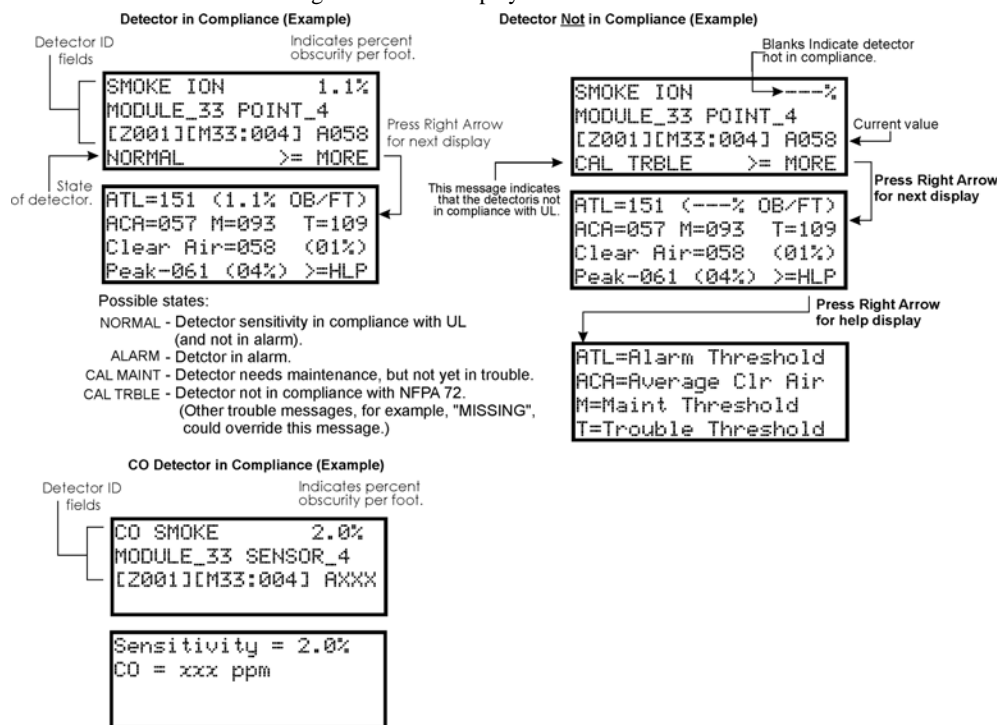 Detector in Compliance (Example)
Detector ID
fields
Indicates percent
obscurity per foot.
SMOKE ION 1.1%
MODULE_33 POINT_4
[Z001][M33:004] A058
NORMAL >= MORE
State
of detector.
Press Right Arrow
for next display
ATL=151 (1.1% OB/FT)
ACA=057 M=093 T=109
Clear Air=058 (01%)
Peak-061 (04%) >=HLP
Possible states:
NORMAL - Detector sensitivity in compliance with UL
(and not in alarm).
ALARM - Detctor in alarm.
CAL MAINT - Detector needs maintenance, but not yet in trouble.
CAL TRBLE - Detector not in compliance with NFPA 72.
(Other trouble messages, for example, "MISSING",
could override this message.)
Detector Not in Compliance (Example)
Blanks Indicate detector
not in compliance.
SMOKE ION ---%
MODULE_33 POINT_4
[Z001][M33:004] A058
CAL TRBLE >= MORE
Current value
This message indicates
that the detectoris not
in compliance with UL.
Press Right Arrow
for next display
ATL=151 (---% OB/FT)
ACA=057 M=093 T=109
Clear Air=058 (01%)
Peak-061 (04%) >=HLP
Press Right Arrow
for help display
ATL=Alarm Threshold
ACA=Average Clr Air
M=Maint Threshold
T=Trouble Threshold
CO Detector in Compliance (Example)
Detector ID
fields
Indicates percent
obscurity per foot.
CO SMOKE 2.0%
MODULE_33 SENSOR_4
[Z001][M33:004] AXXX
Sensitivity = 2.0%
CO = xxx ppm